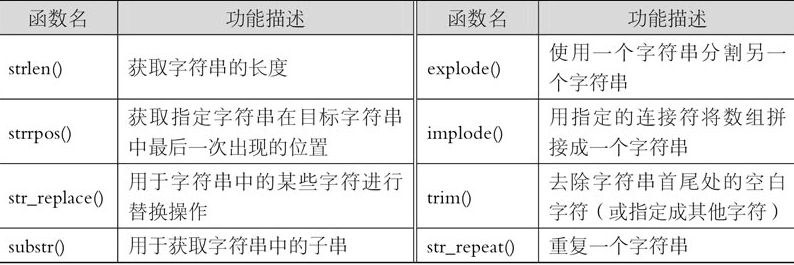 函数名 功能描述 函数名 功能描述
strlen() 获取字符串的长度 explode() 使用一个字符串分割另一
个字符串
strrpos() 获取指定字符串在目标字符串
中最后一次出现的位置
implode() 用指定的连接符将数组拼
接成一个字符串
str_replace() 用于字符串中的某些字符进行
替换操作
trim() 去除字符串首尾处的空白
字符（或指定成其他字符）
substr() 用于获取字符串中的子串 str_repeat() 重复一个字符串